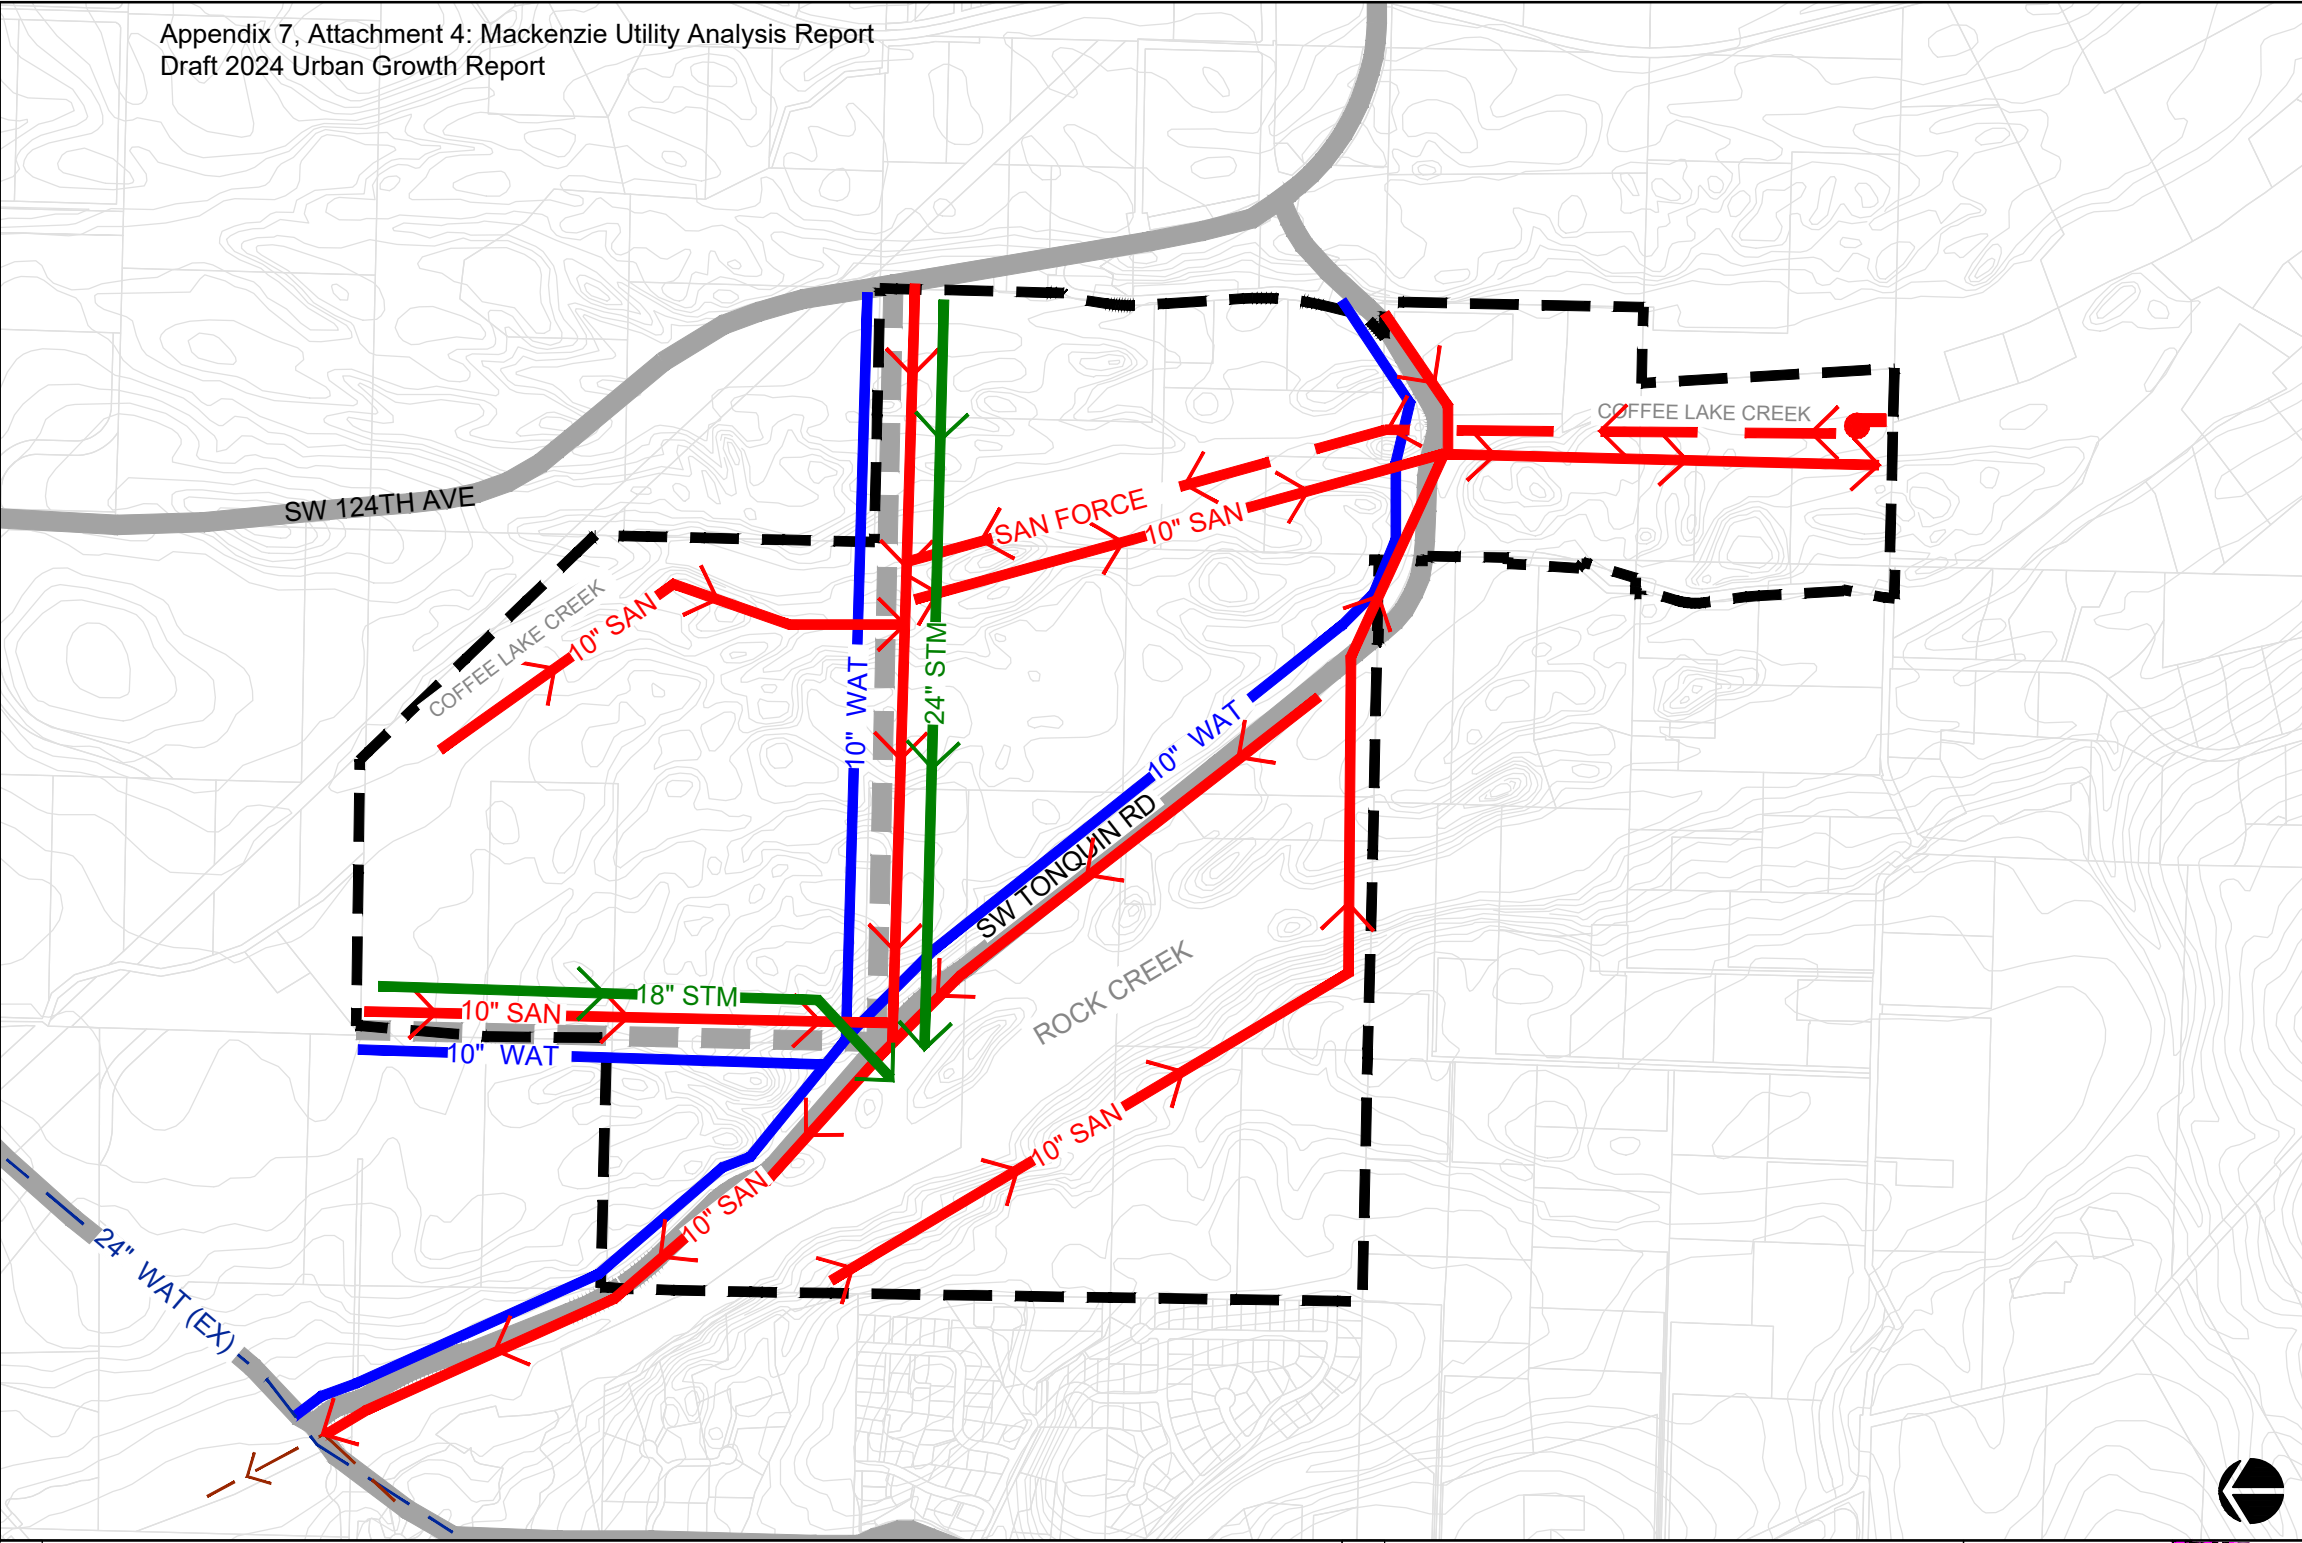 Appendix 7, Attachment 4: Mackenzie Utility Analysis Report
Draft 2024 Urban Growth Report
COFFEE LAKE CREEK
SW 124TH AVE
SAN FORCE
10" SAN
COFFEE LAKE CREEK
10" SAN
10" WAT
24" STM
10" WAT
SW TONQUIN RD
ROCK CREEK
18" STM
10" SAN
10" WAT
10" SAN
10" SAN
24" WAT (EX)